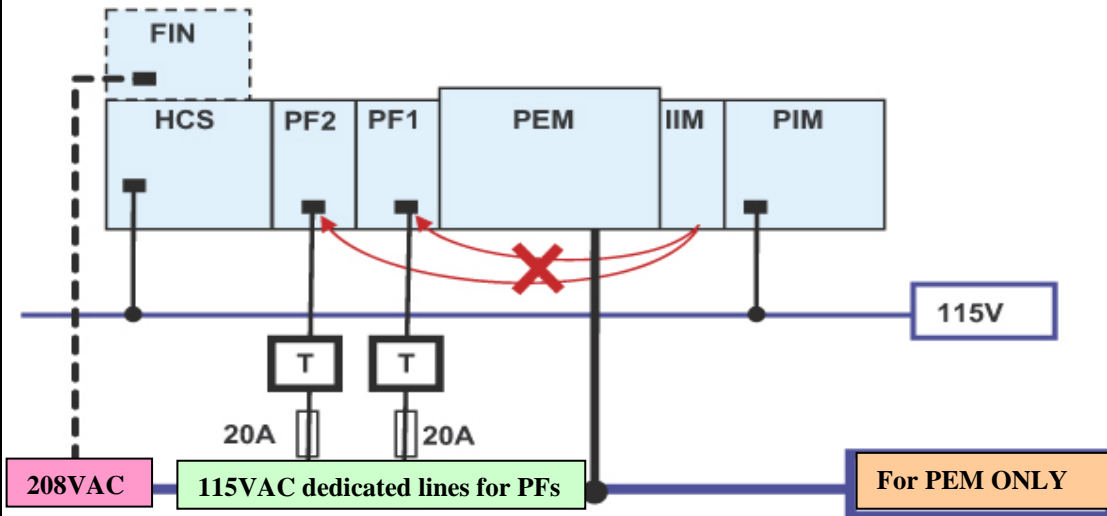 FIN
HCS
PF2
PF1
PEM
IIM
PIM
115V
T
T
20A
20A
208VAC
115VAC dedicated lines for PFs
For PEM ONLY